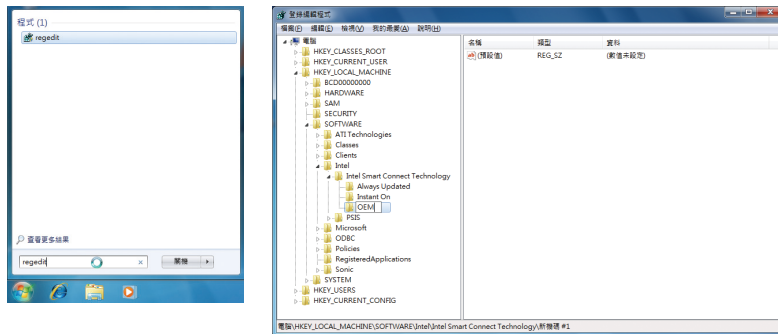 程式 (1)
regedit
查看更多結果
regedit
關機
登錄編輯程式
檔案(F) 編輯(E) 檢視(V) 我的最愛(A) 說明(H)
電腦
HKEY_CLASSES_ROOT
HKEY_CURRENT_USER
HKEY_LOCAL_MACHINE
BCD00000000
HARDWARE
SAM
SECURITY
SOFTWARE
ATI Technologies
Classes
Clients
Intel
Intel Smart Connect Technology
Always Updated
Instant On
OEM
PSIS
Microsoft
ODBC
Policies
RegisteredApplications
Sonic
SYSTEM
HKEY_USERS
HKEY_CURRENT_CONFIG
名稱 類型 資料
(預設值) REG_SZ (數值未設定)
電腦\HKEY_LOCAL_MACHINE\SOFTWARE\Intel\Intel Smart Connect Technology\新機碼 #1